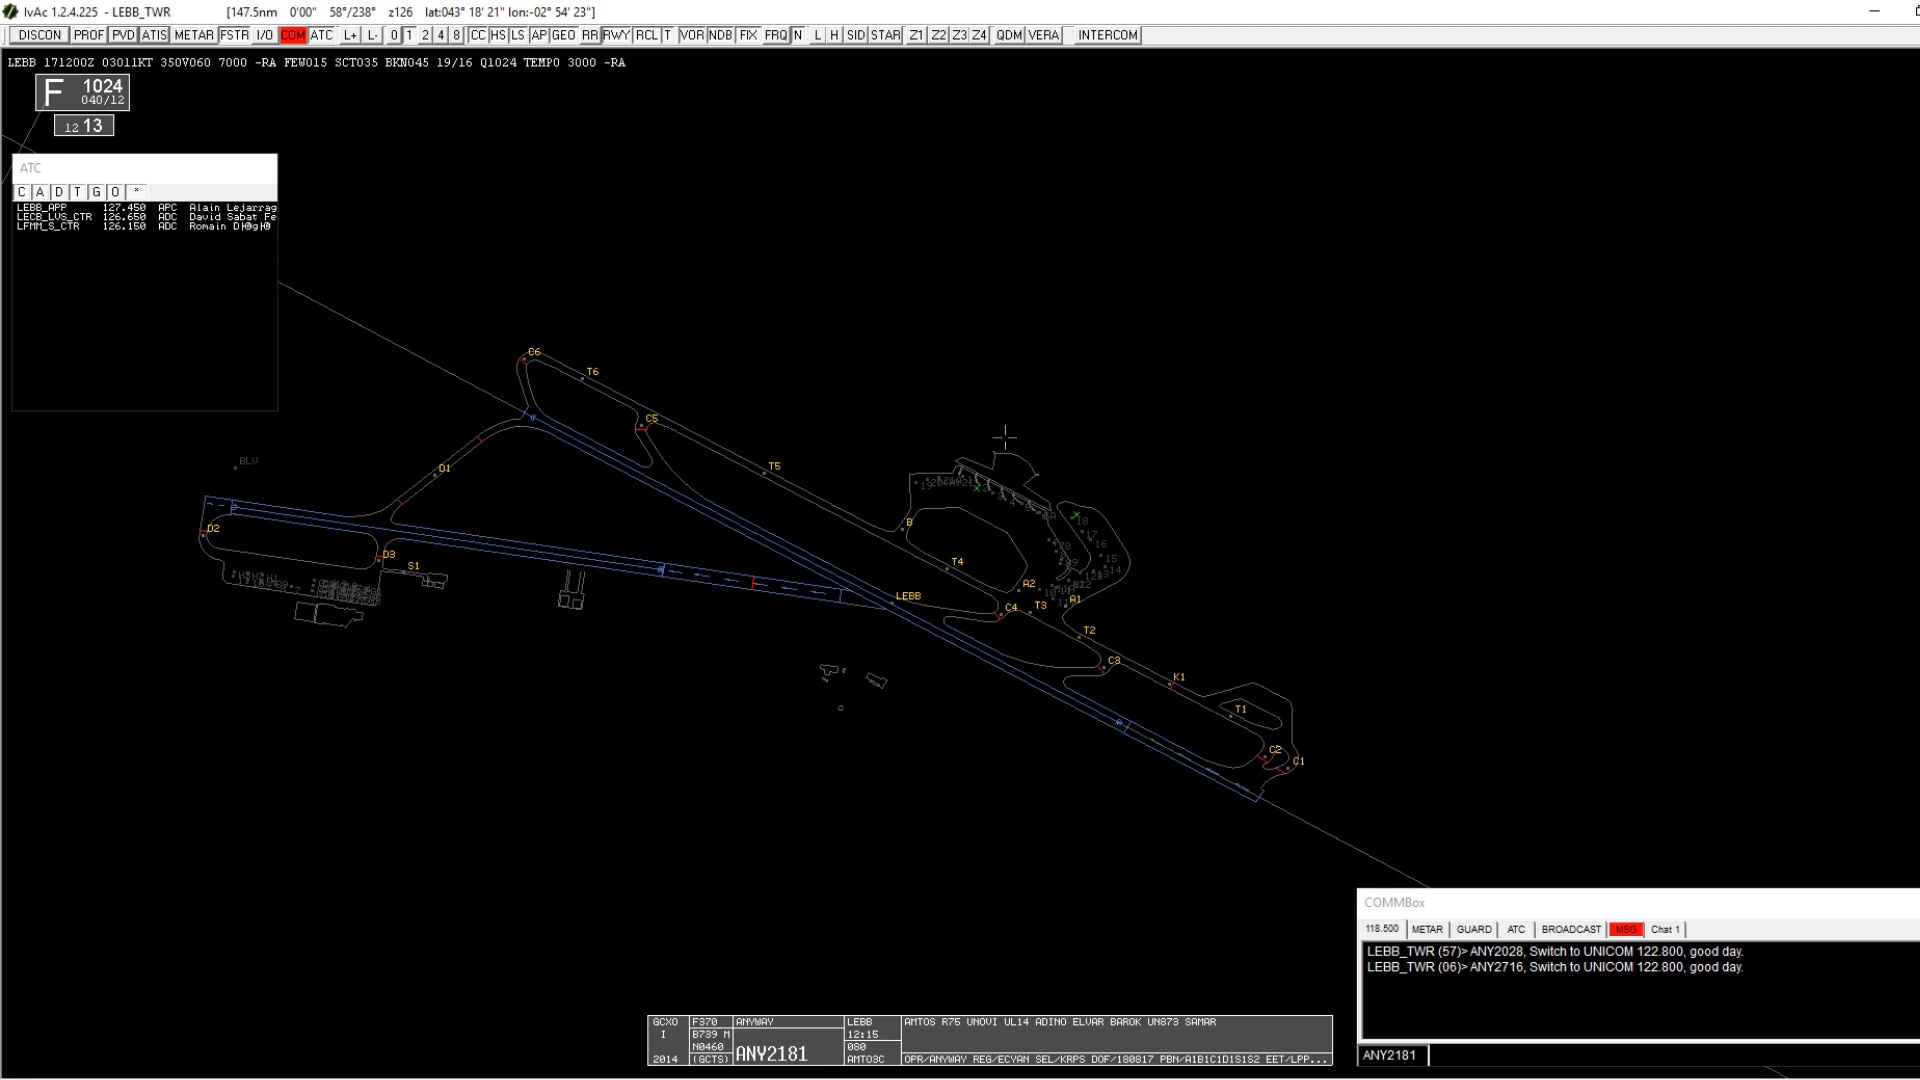 IvAc 1.2.4.225 - LEBB_TWR [147.5nm 0'00" 58°/238° z126 lat:043° 18' 21" lon:-02° 54' 23"]
DISCON PROF PVD ATIS METAR FSTR I/O COM ATC L+ L- 0 1 2 4 8 CC HS LS AP GEO RR RWY RCL T VOR NDB FIX FRQ N L H SID STAR Z1 Z2 Z3 Z4 QDM VERA INTERCOM
LEBB 171200Z 03011KT 350V060 7000 -RA FEW015 SCT035 BKN045 19/16 Q1024 TEMPO 3000 -RA
F 1024
040/12
12 13
ATC
C A D T G O *
LEBB_APP 127.450 APC Alain Lejarrag
LECB_LVS_CTR 126.650 ADC David Sabat Fe
LFMM_S_CTR 126.150 ADC Romain
C6
T6
C5
BLV
D1
T5
B
D2
D3
S1
T4
A2
LEBB
C4
T3
A1
T2
C3
K1
T1
C2
C1
18
17
16
15
14
COMMBox
118.500 METAR GUARD ATC BROADCAST MSG Chat 1
LEBB_TWR (57)> ANY2028, Switch to UNICOM 122.800, good day.
LEBB_TWR (06)> ANY2716, Switch to UNICOM 122.800, good day.
ANY2181
GCXO F370 ANYWAY LEBB AMTOS R75 UNOVI UL14 ADINO ELVAR BAROK UN873 SAMAR
I B739 M 12:15
N0460 ANY2181 080
2014 (GCTS) AMTO3C OPR/ANYWAY REG/ECYAN SEL/KRPS DOF/180817 PBN/A1B1C1D1S1S2 EET/LPP...